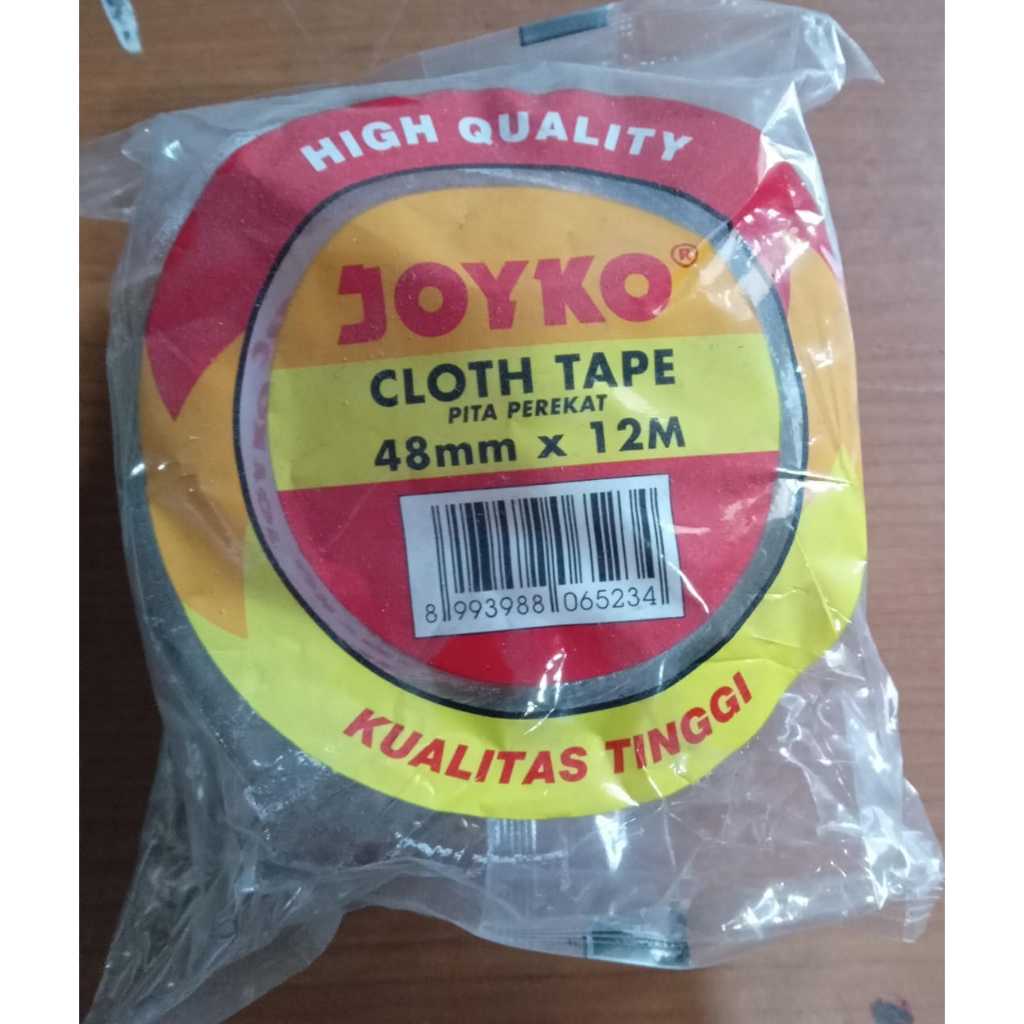 HIGH QUALITY
JOYKO®
CLOTH TAPE
PITA PEREKAT
48mm x 12M
8 993988 065234
KUALITAS TINGGI